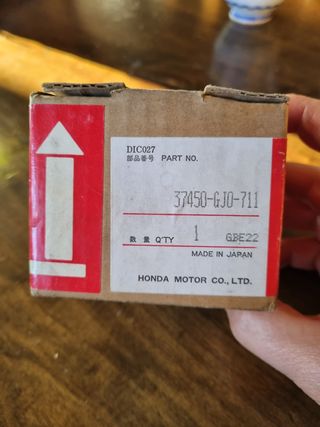 DIC027
部品番号 PART NO.
37450-GJ0-711
数量 Q'TY 1 GBE22
MADE IN JAPAN
HONDA MOTOR CO., LTD.